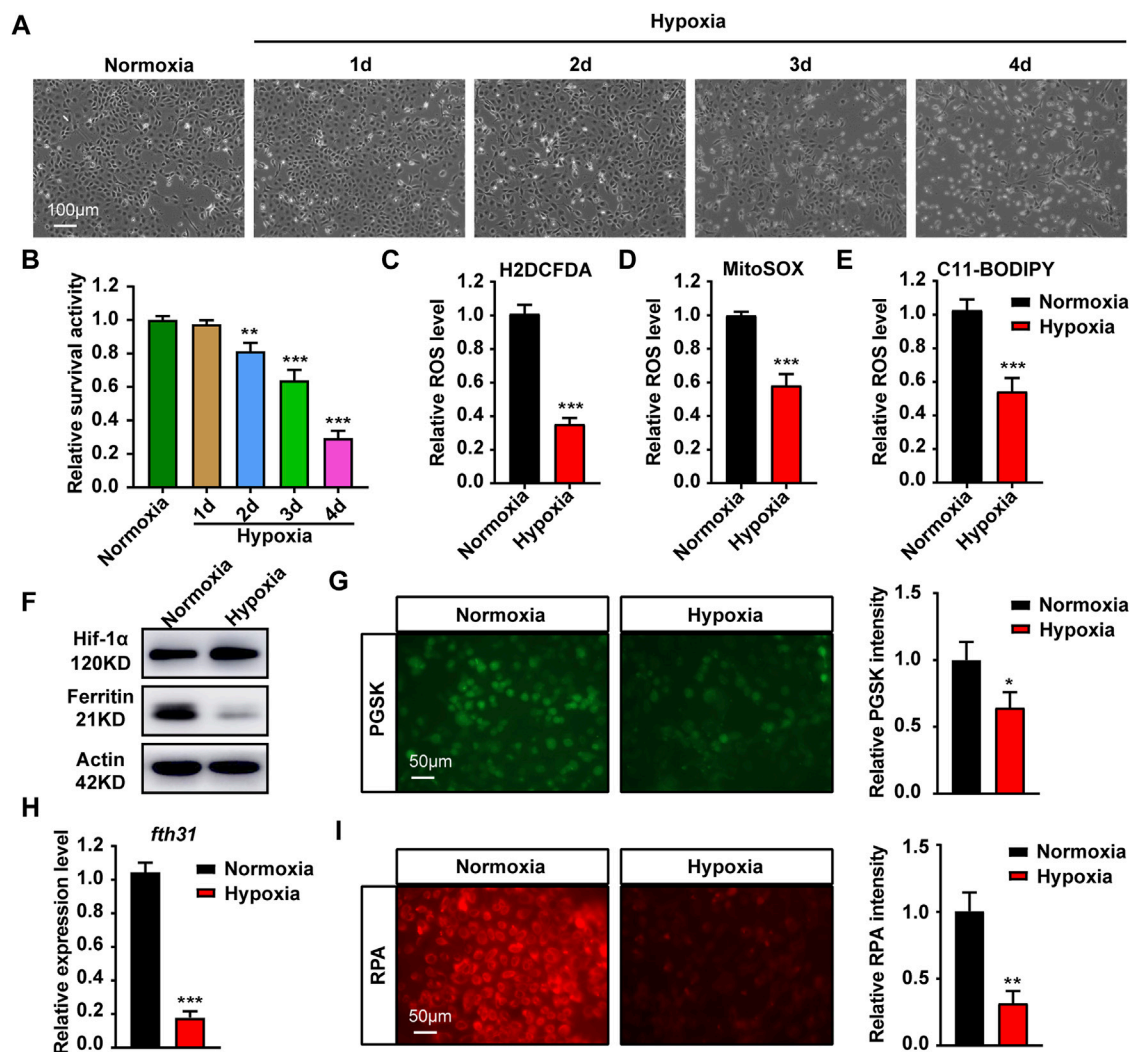 A
Hypoxia
Normoxia
1d
2d
3d
4d
100μm
B
Relative survival activity
1.2
1.0
0.8
0.6
0.4
0.2
0.0
**
***
***
Normoxia
1d
2d
3d
4d
Hypoxia
C
H2DCFDA
Relative ROS level
1.2
1.0
0.8
0.6
0.4
0.2
0.0
***
Normoxia
Hypoxia
D
MitoSOX
Relative ROS level
1.2
1.0
0.8
0.6
0.4
0.2
0.0
***
Normoxia
Hypoxia
E
C11-BODIPY
Relative ROS level
1.2
1.0
0.8
0.6
0.4
0.2
0.0
***
Normoxia
Hypoxia
Normoxia
Hypoxia
F
Normoxia
Hypoxia
Hif-1α
120KD
Ferritin
21KD
Actin
42KD
G
Normoxia
Hypoxia
PGSK
50μm
Relative PGSK intensity
1.5
1.0
0.5
0.0
*
Normoxia
Hypoxia
H
fth31
Relative expression level
1.2
1.0
0.8
0.6
0.4
0.2
0.0
***
Normoxia
Hypoxia
I
Normoxia
Hypoxia
RPA
50μm
Relative RPA intensity
1.5
1.0
0.5
0.0
**
Normoxia
Hypoxia